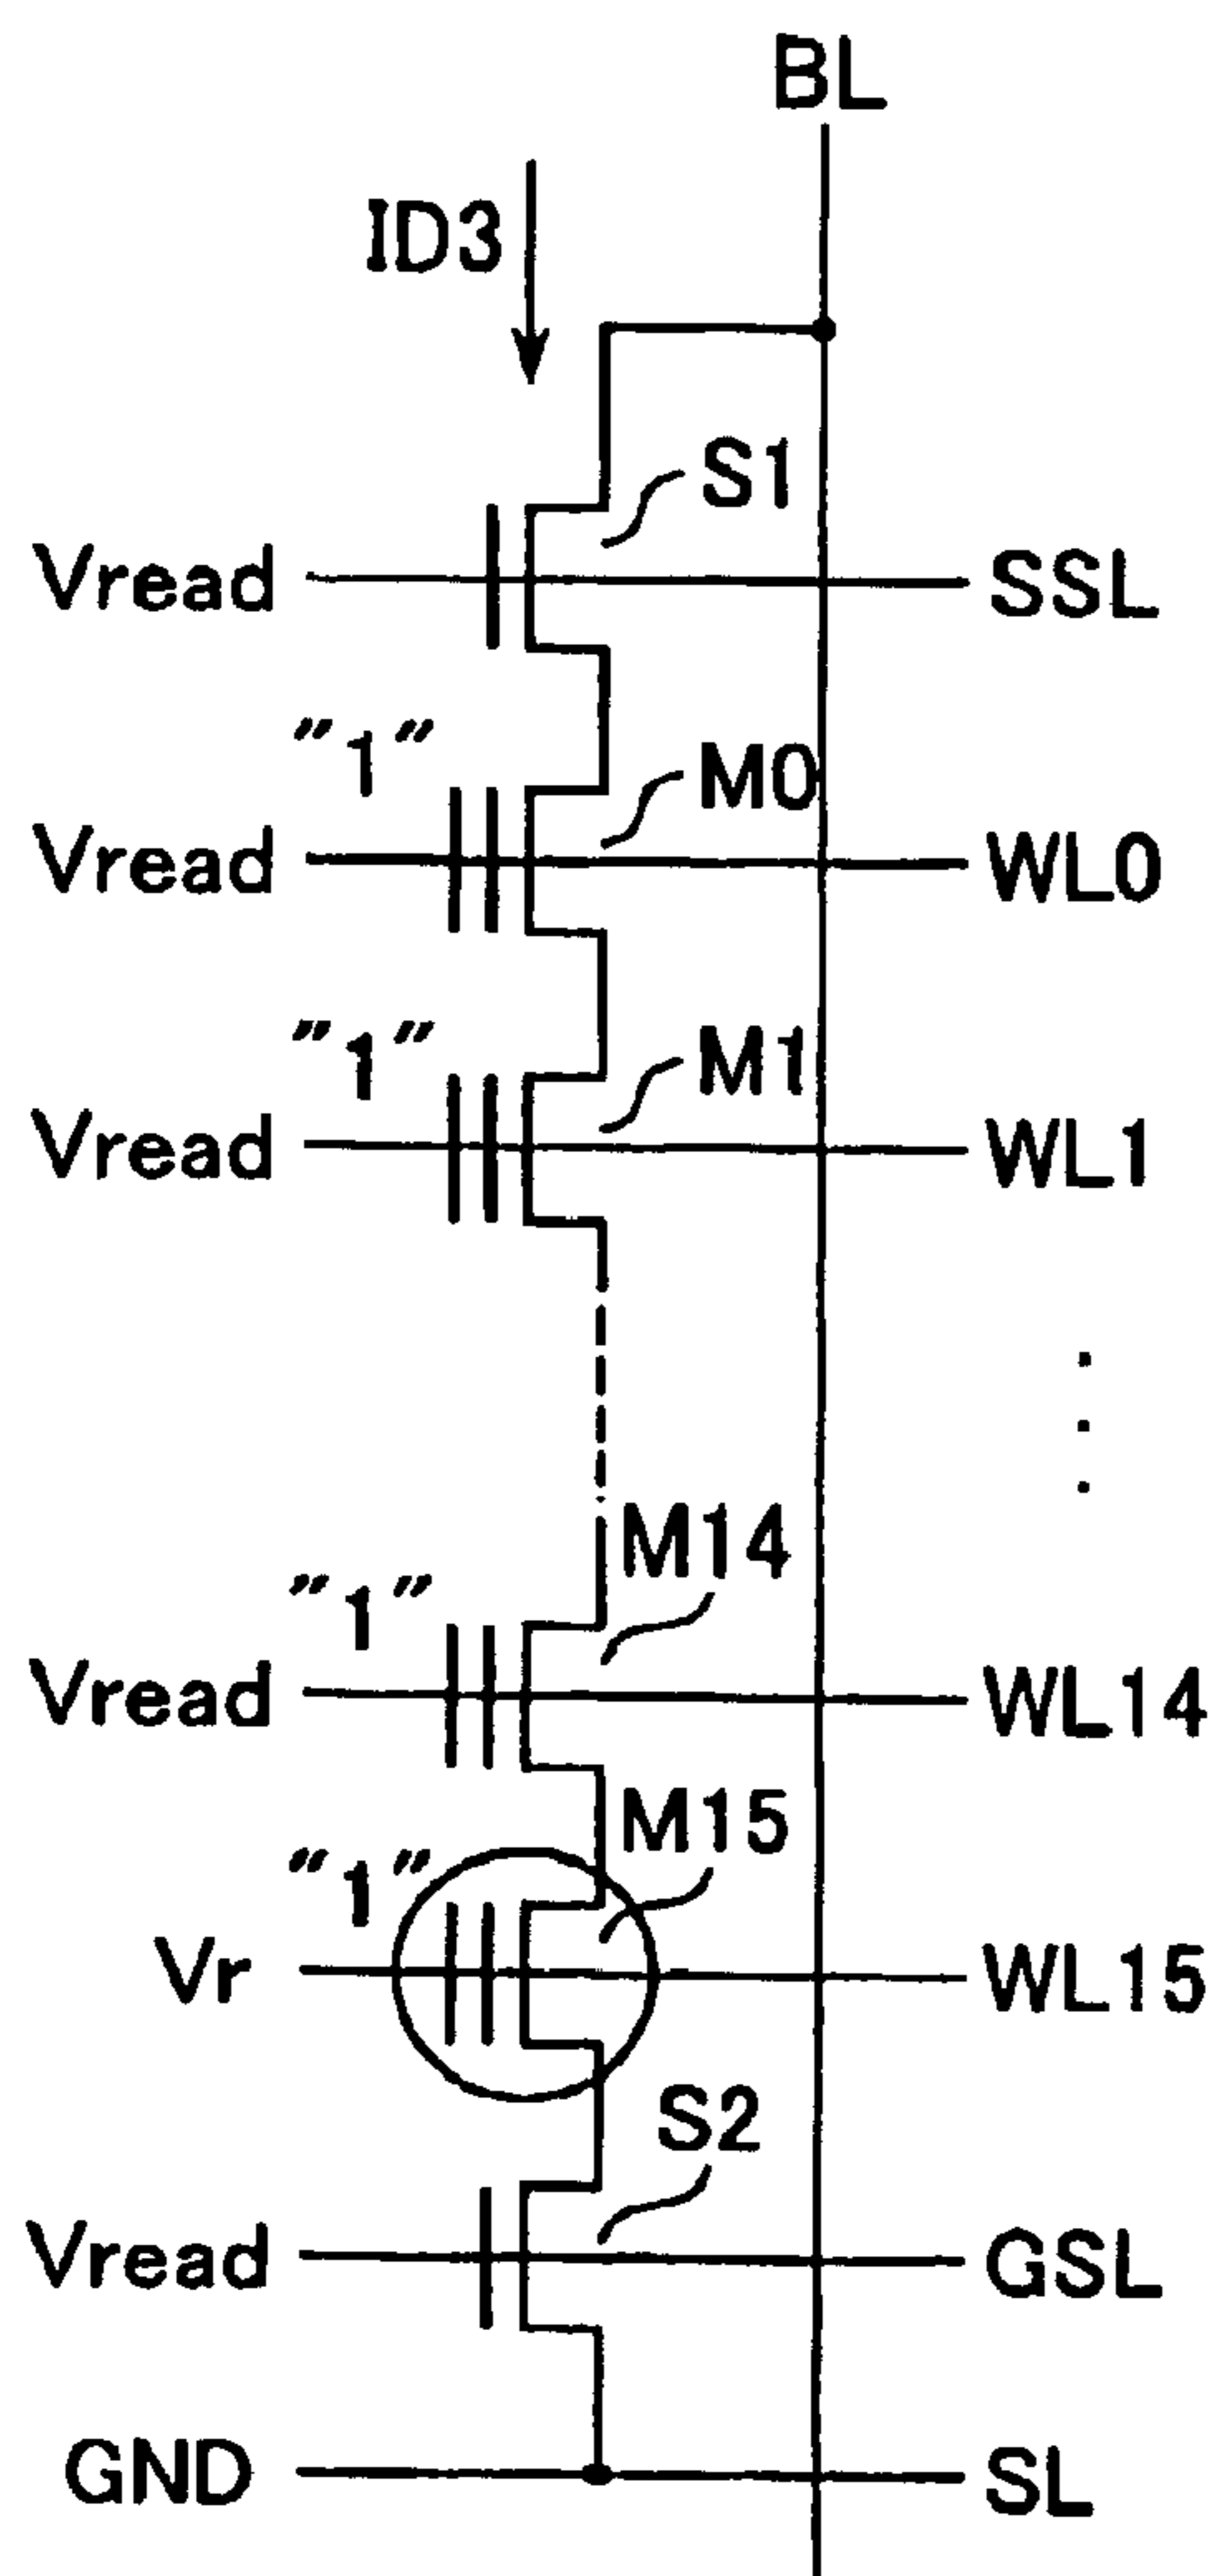 BL
ID3
S1
Vread SSL
"1" M0
Vread WL0
"1" M1
Vread WL1
M14
"1"
Vread WL14
M15
"1"
Vr WL15
S2
Vread GSL
GND SL